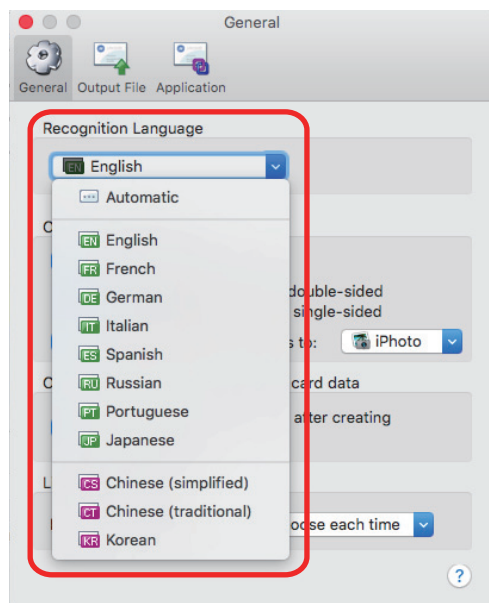 General
General Output File Application
Recognition Language
EN English
Automatic
EN English
FR French
DE German
double-sided
IT Italian
single-sided
ES Spanish
to:
iPhoto
RU Russian
card data
PT Portuguese
after creating
JP Japanese
CS Chinese (simplified)
CT Chinese (traditional)
each time
KR Korean
?